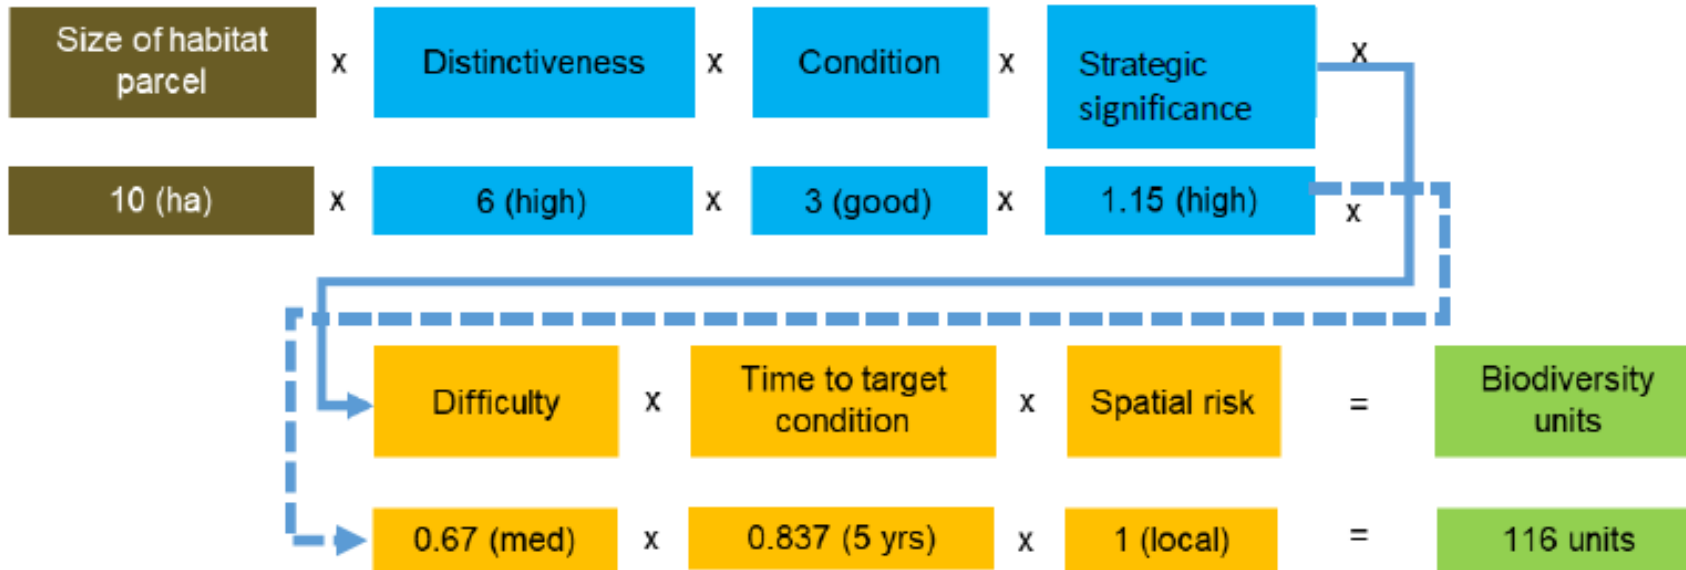 Size of habitat parcel x Distinctiveness x Condition x Strategic significance x
10 (ha) x 6 (high) x 3 (good) x 1.15 (high) x
Difficulty x Time to target condition x Spatial risk = Biodiversity units
0.67 (med) x 0.837 (5 yrs) x 1 (local) = 116 units